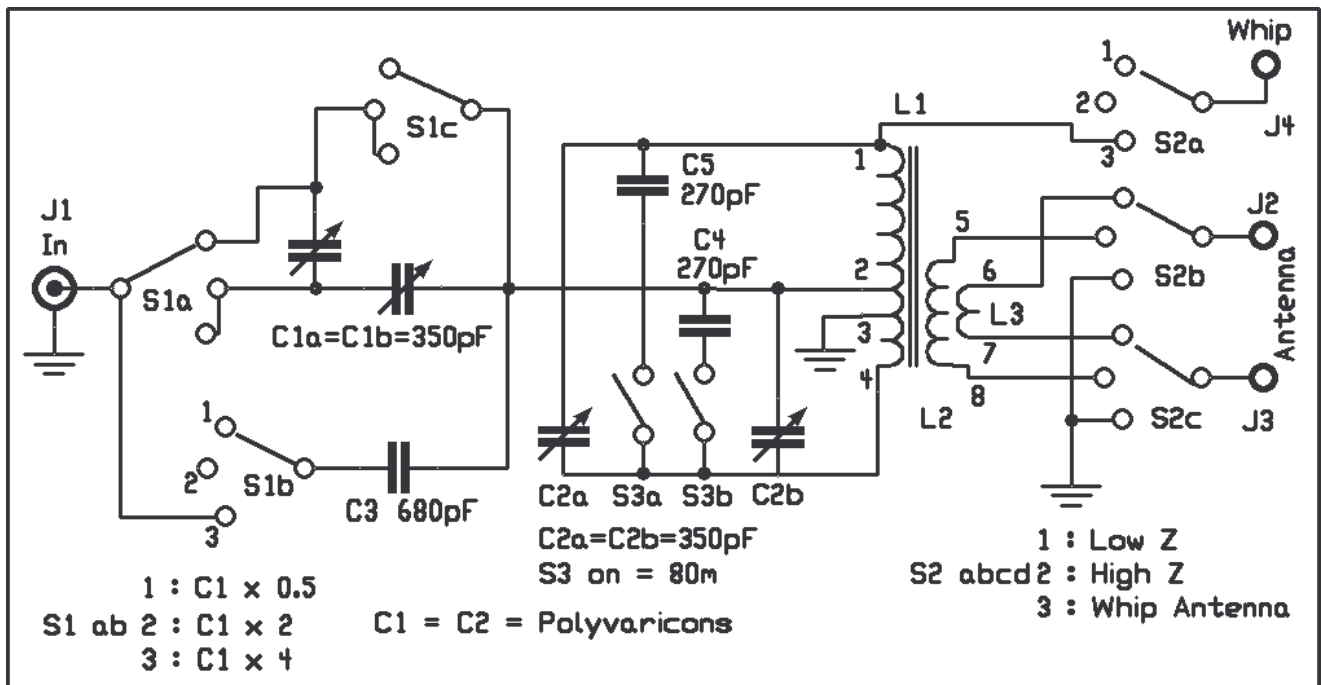 Whip
1
2
3
S2a
J4
S1c
L1
J1
In
S1a
C1a=C1b=350pF
C5
270pF
C4
270pF
1
2
3
4
5
6
L3
7
8
L2
J2
S2b
Antenna
S2c
J3
1
2
3
S1b
C3 680pF
C2a S3a S3b C2b
C2a=C2b=350pF
S3 on = 80m
1 : C1 x 0.5
S1 ab 2 : C1 x 2
3 : C1 x 4
C1 = C2 = Polyvaricons
1 : Low Z
S2 abcd 2 : High Z
3 : Whip Antenna